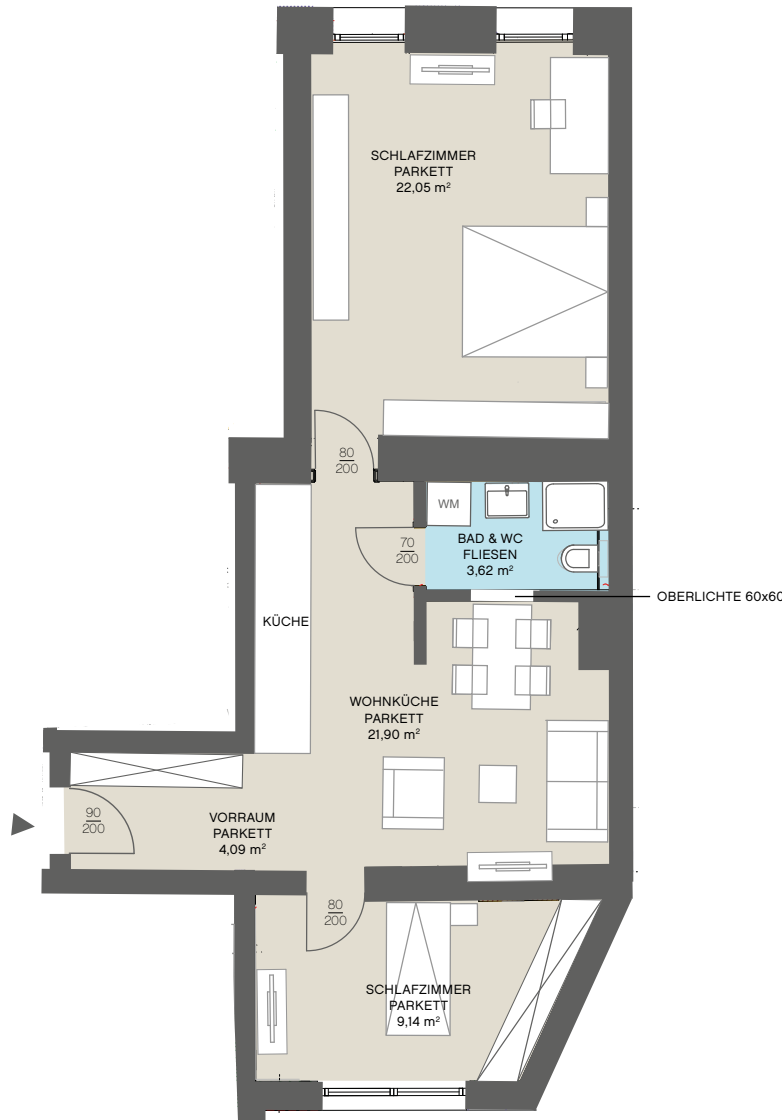 SCHLAFZIMMER
PARKETT
22,05 m²
80
200
WM
BAD & WC
FLIESEN
3,62 m²
70
200
OBERLICHTE 60x60
KÜCHE
WOHNKÜCHE
PARKETT
21,90 m²
90
200
VORRAUM
PARKETT
4,09 m²
80
200
SCHLAFZIMMER
PARKETT
9,14 m²